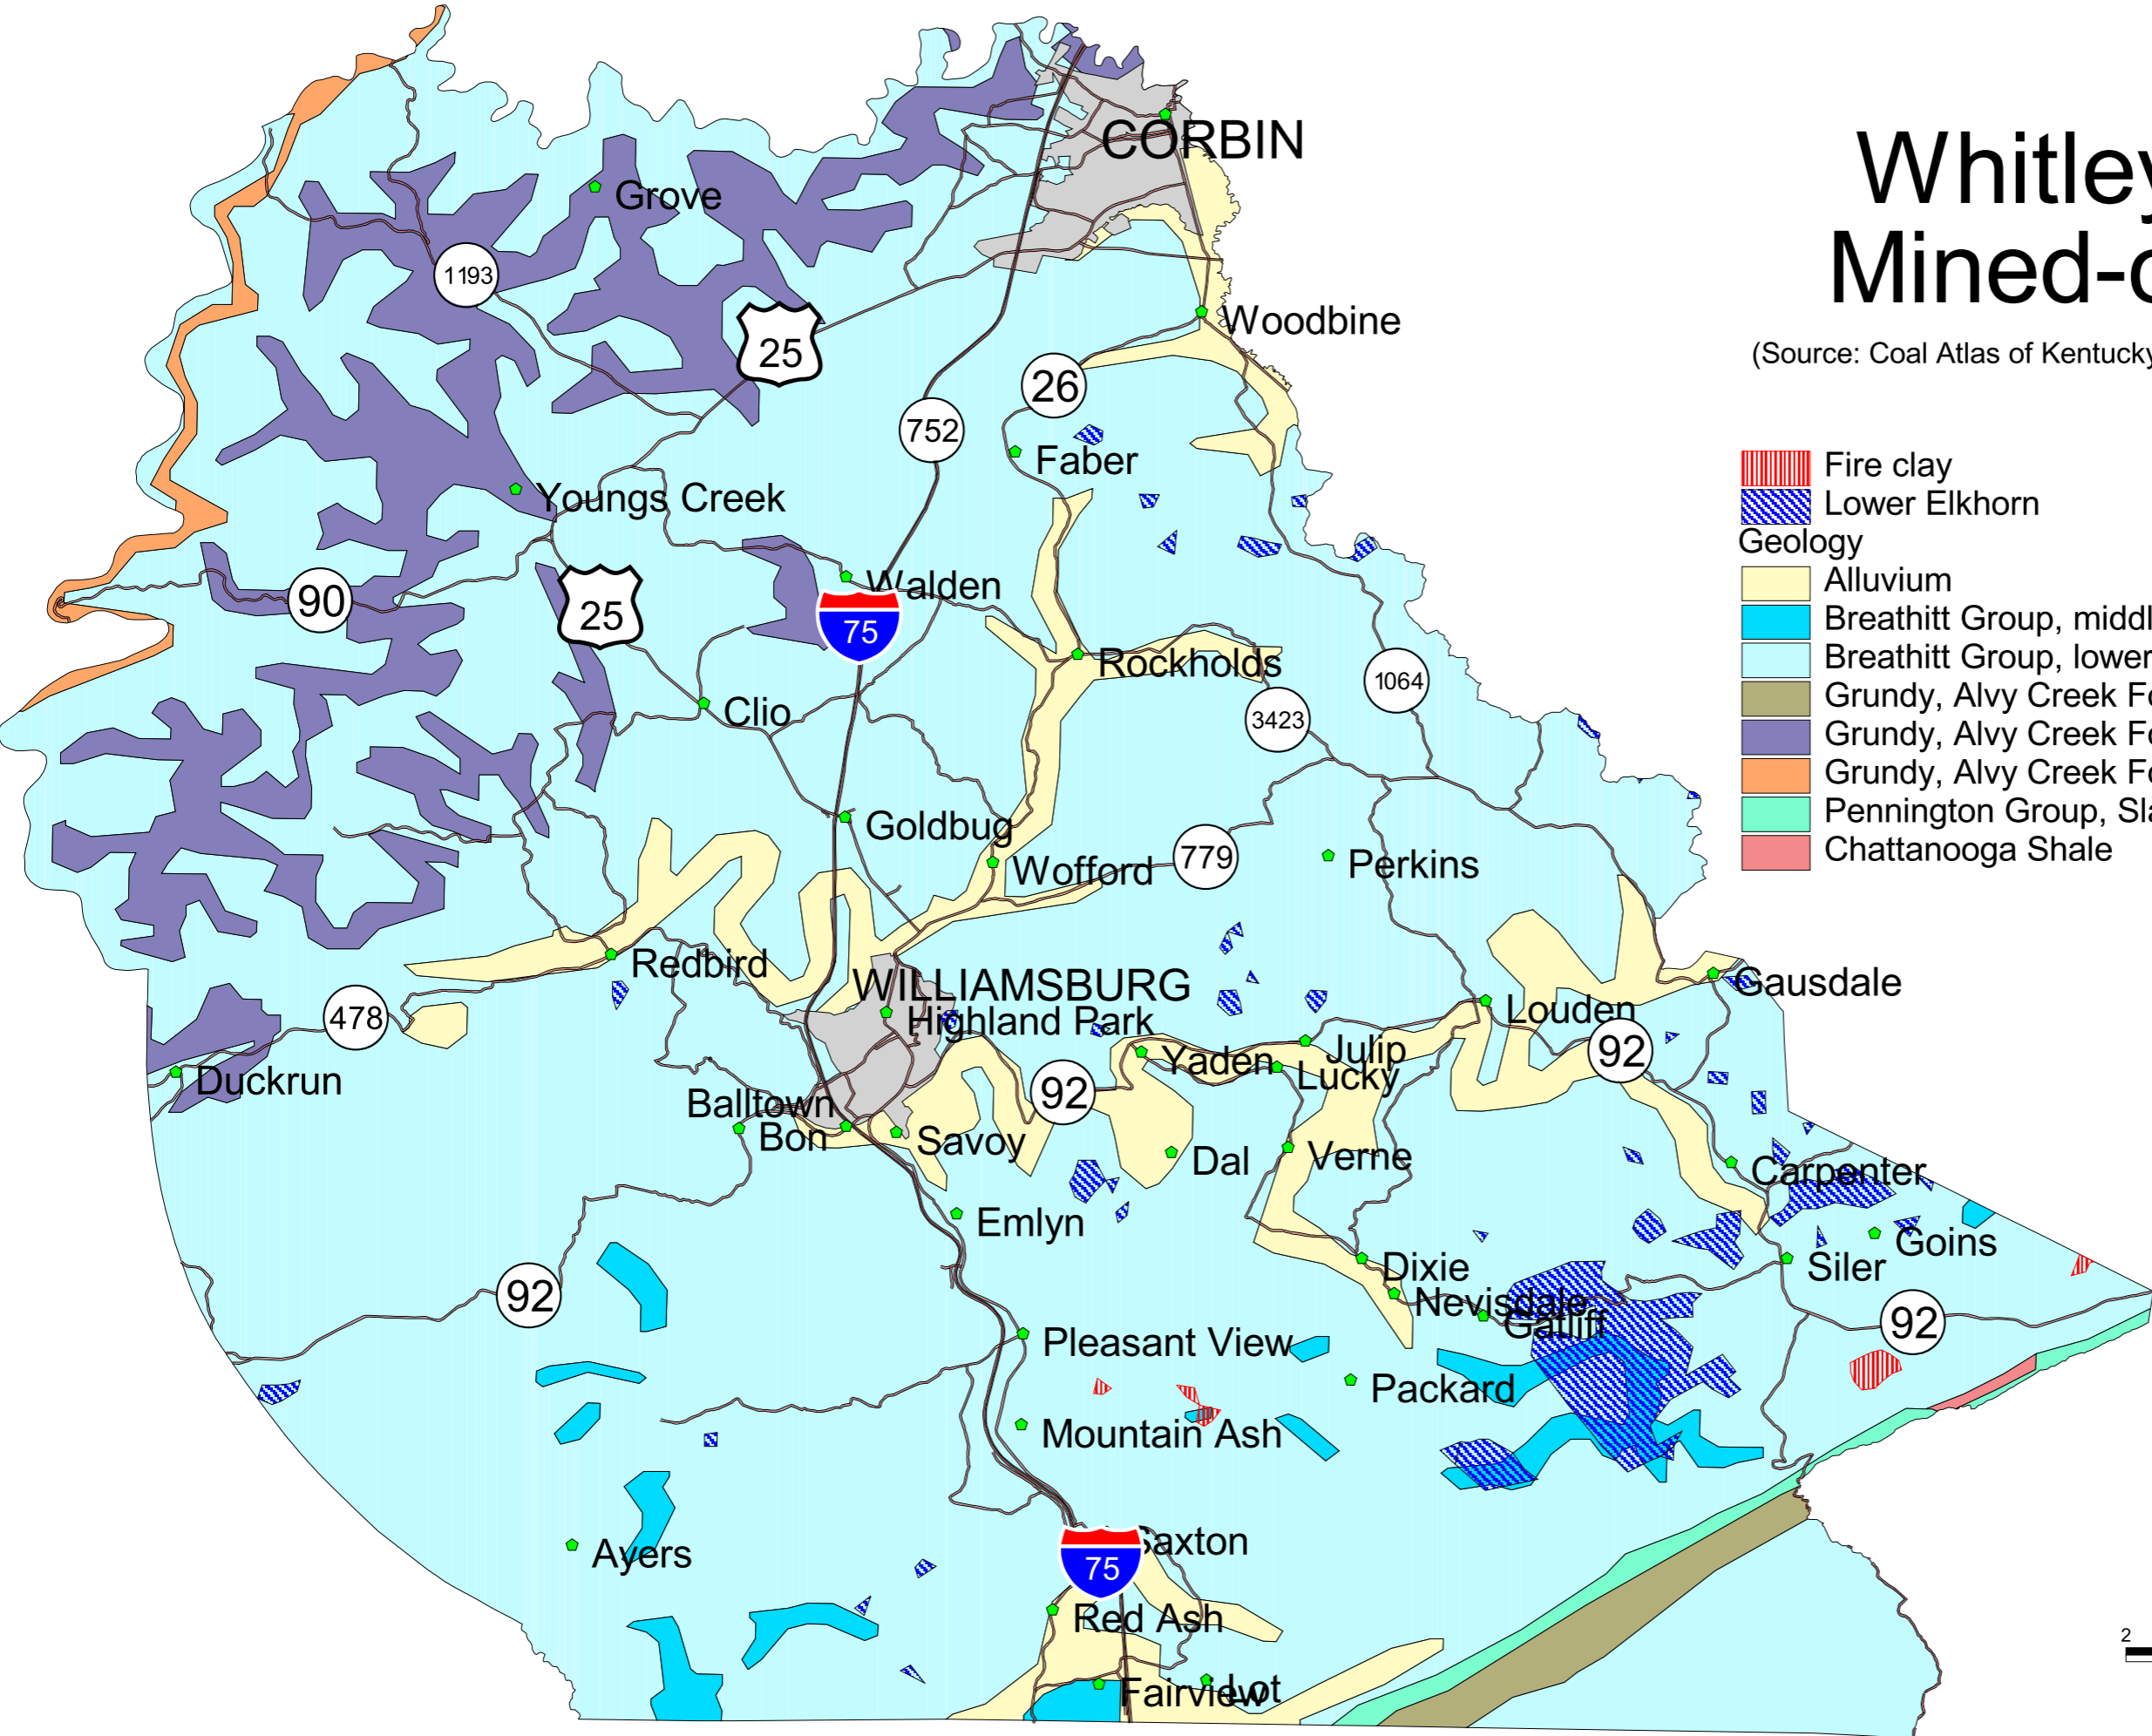 Whitley
Mined-o
(Source: Coal Atlas of Kentucky
Fire clay
Lower Elkhorn
Geology
Alluvium
Breathitt Group, middl
Breathitt Group, lower
Grundy, Alvy Creek Fo
Grundy, Alvy Creek Fo
Grundy, Alvy Creek Fo
Pennington Group, Sla
Chattanooga Shale
CORBIN
Grove
1193
25
Woodbine
26
752
Faber
Youngs Creek
Walden
90
25
75
Rockholds
1064
Clio
3423
Goldbug
Wofford
779
Perkins
Redbird
WILLIAMSBURG
Highland Park
Gausdale
Louden
478
92
Julip
Yaden
Lucky
Duckrun
92
Balltown
Bon
Savoy
Dal
Verne
Carpenter
Emlyn
Goins
Siler
Dixie
92
Nevisdale
Gatliff
92
Pleasant View
Packard
Mountain Ash
Saxton
75
Ayers
Red Ash
Fairview
Lot
2